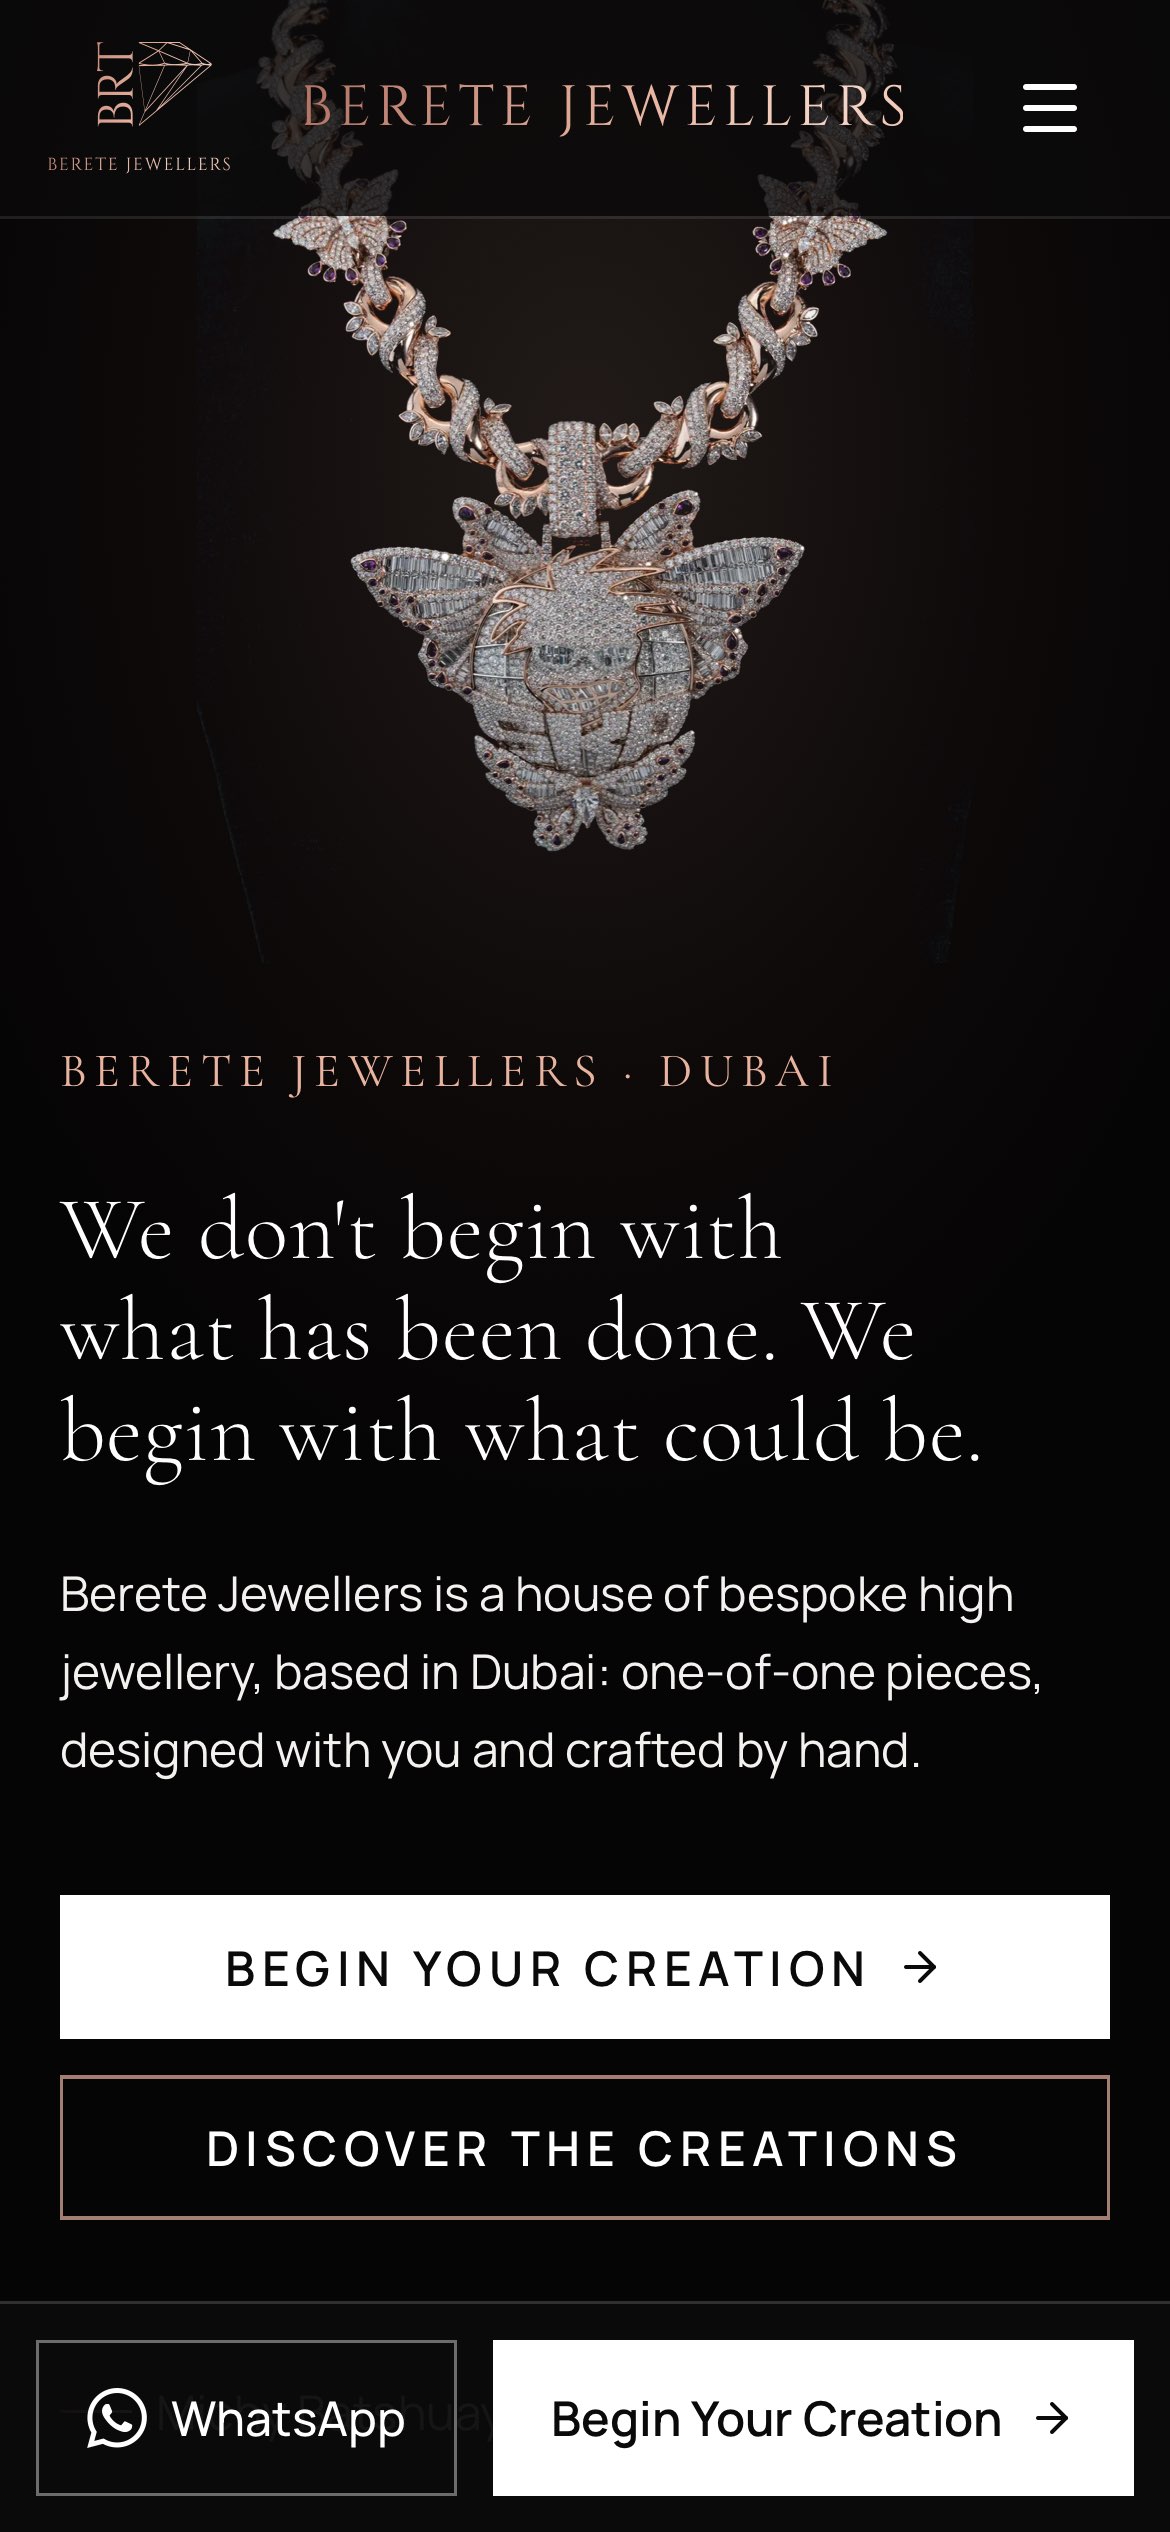 BRT
BERETE JEWELLERS
BERETE JEWELLERS
BERETE JEWELLERS · DUBAI
We don't begin with
what has been done. We
begin with what could be.
Berete Jewellers is a house of bespoke high
jewellery, based in Dubai: one-of-one pieces,
designed with you and crafted by hand.
BEGIN YOUR CREATION →
DISCOVER THE CREATIONS
WhatsApp
Begin Your Creation →